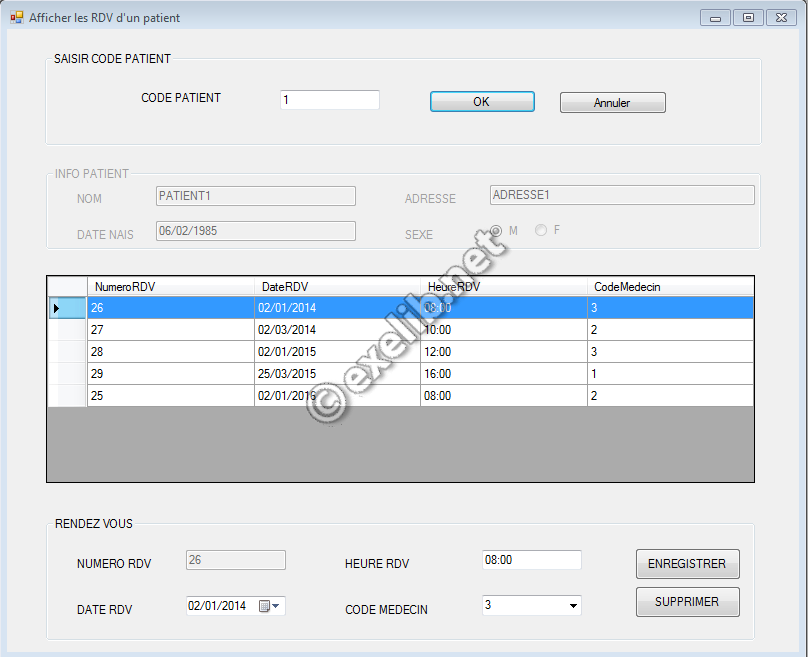 Afficher les RDV d'un patient
SAISIR CODE PATIENT
CODE PATIENT 1 OK Annuler
INFO PATIENT
NOM PATIENT1 ADRESSE ADRESSE1
DATE NAIS 06/02/1985 SEXE M F
NumeroRDV DateRDV HeureRDV CodeMedecin
26 02/01/2014 08:00 3
27 02/03/2014 10:00 2
28 02/01/2015 12:00 3
29 25/03/2015 16:00 1
25 02/01/2016 08:00 2
© exelib.net
RENDEZ VOUS
NUMERO RDV 26 HEURE RDV 08:00 ENREGISTRER
DATE RDV 02/01/2014 CODE MEDECIN 3 SUPPRIMER